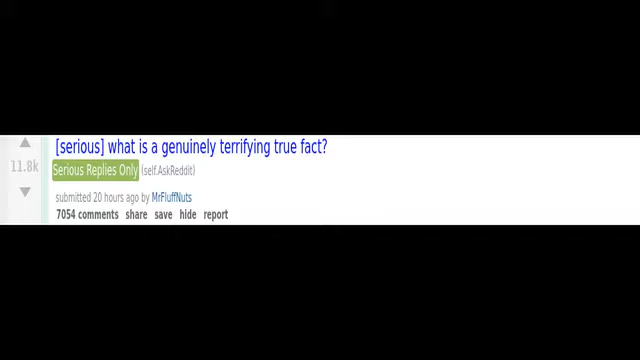 [serious] what is a genuinely terrifying true fact?
11.8k
Serious Replies Only (self.AskReddit)
submitted 20 hours ago by MrFluffNuts
7054 comments share save hide report